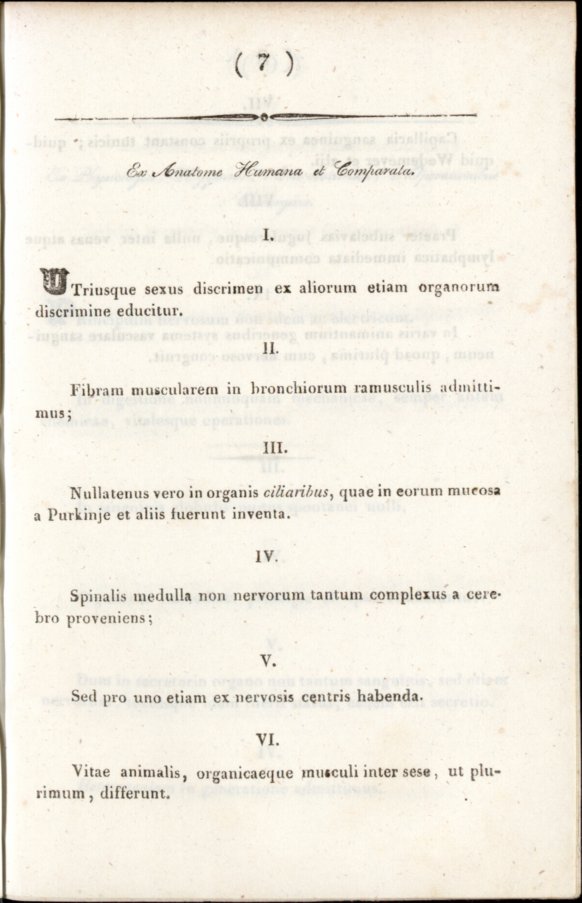 ( 7 )
Ex Anatome Humana et Comparata.
I.
UTriusque sexus discrimen ex aliorum etiam organorum
discrimine educitur.
II.
Fibram muscularem in bronchiorum ramusculis admitti-
mus;
III.
Nullatenus vero in organis ciliaribus, quae in eorum mucosa
a Purkinje et aliis fuerunt inventa.
IV.
Spinalis medulla non nervorum tantum complexus a cere-
bro proveniens;
V.
Sed pro uno etiam ex nervosis centris habenda.
VI.
Vitae animalis, organicaeque musculi inter sese, ut plu-
rimum, differunt.